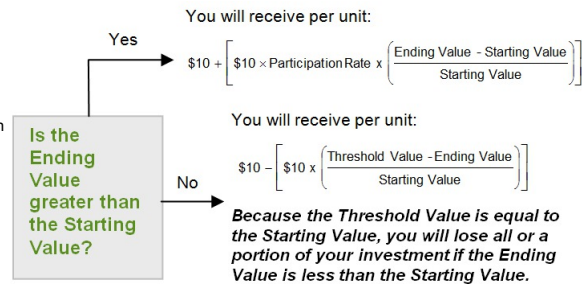 You will receive per unit:
Yes
$10 + [ $10 × Participation Rate x ( Ending Value - Starting Value
Starting Value ) ]
n
Is the
Ending
Value
greater than
the Starting
Value?
You will receive per unit:
No
$10 – [ $10 x ( Threshold Value - Ending Value
Starting Value ) ]
Because the Threshold Value is equal to
the Starting Value, you will lose all or a
portion of your investment if the Ending
Value is less than the Starting Value.